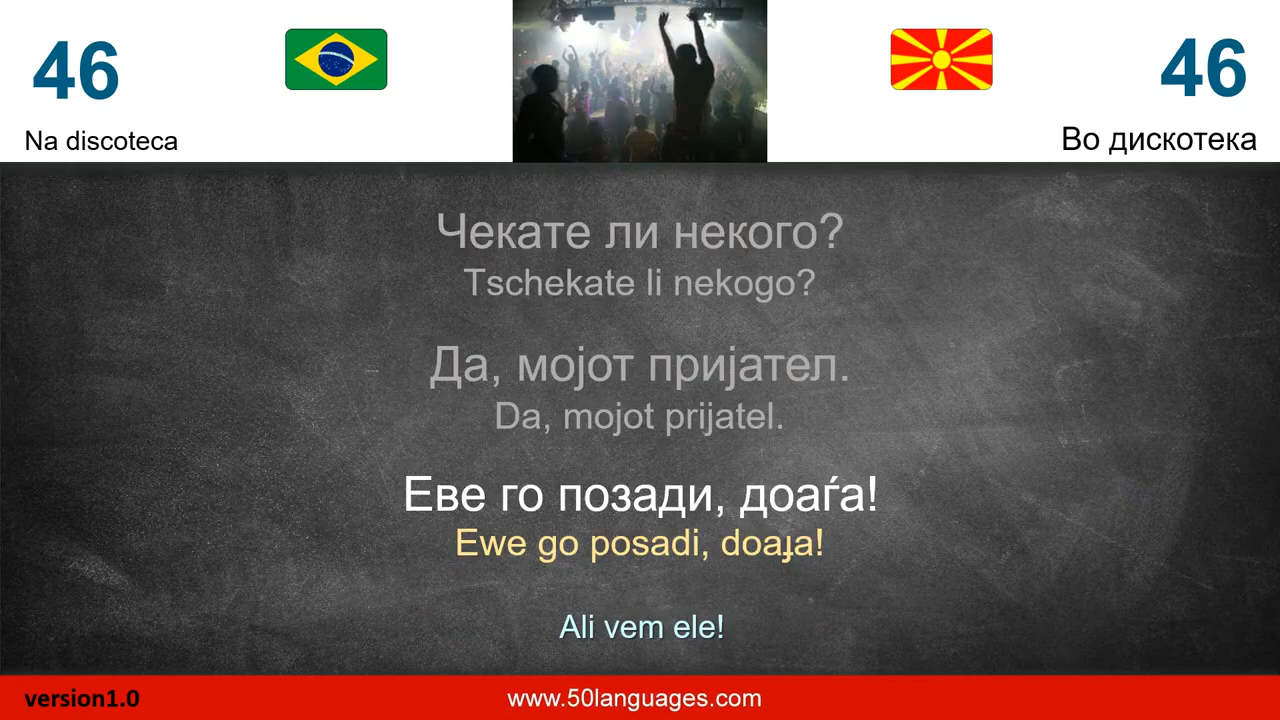 46
46
Na discoteca
Во дискотека
Чекате ли некого?
Tschekate li nekogo?
Да, мојот пријател.
Da, mojot prijatel.
Еве го позади, доаѓа!
Ewe go posadi, doaɟa!
Ali vem ele!
version1.0
www.50languages.com